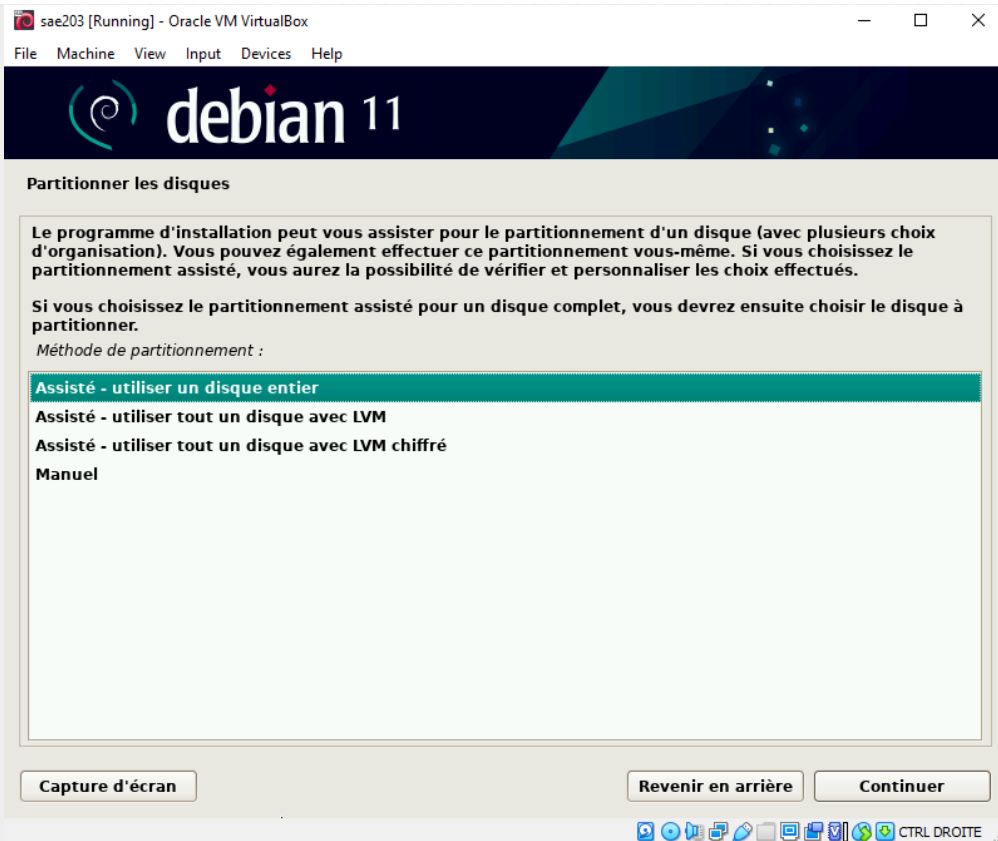 sae203 [Running] - Oracle VM VirtualBox
File Machine View Input Devices Help
debian 11
Partitionner les disques
Le programme d'installation peut vous assister pour le partitionnement d'un disque (avec plusieurs choix
d'organisation). Vous pouvez également effectuer ce partitionnement vous-même. Si vous choisissez le
partitionnement assisté, vous aurez la possibilité de vérifier et personnaliser les choix effectués.
Si vous choisissez le partitionnement assisté pour un disque complet, vous devrez ensuite choisir le disque à
partitionner.
Méthode de partitionnement :
Assisté - utiliser un disque entier
Assisté - utiliser tout un disque avec LVM
Assisté - utiliser tout un disque avec LVM chiffré
Manuel
Capture d'écran
Revenir en arrière
Continuer
CTRL DROITE